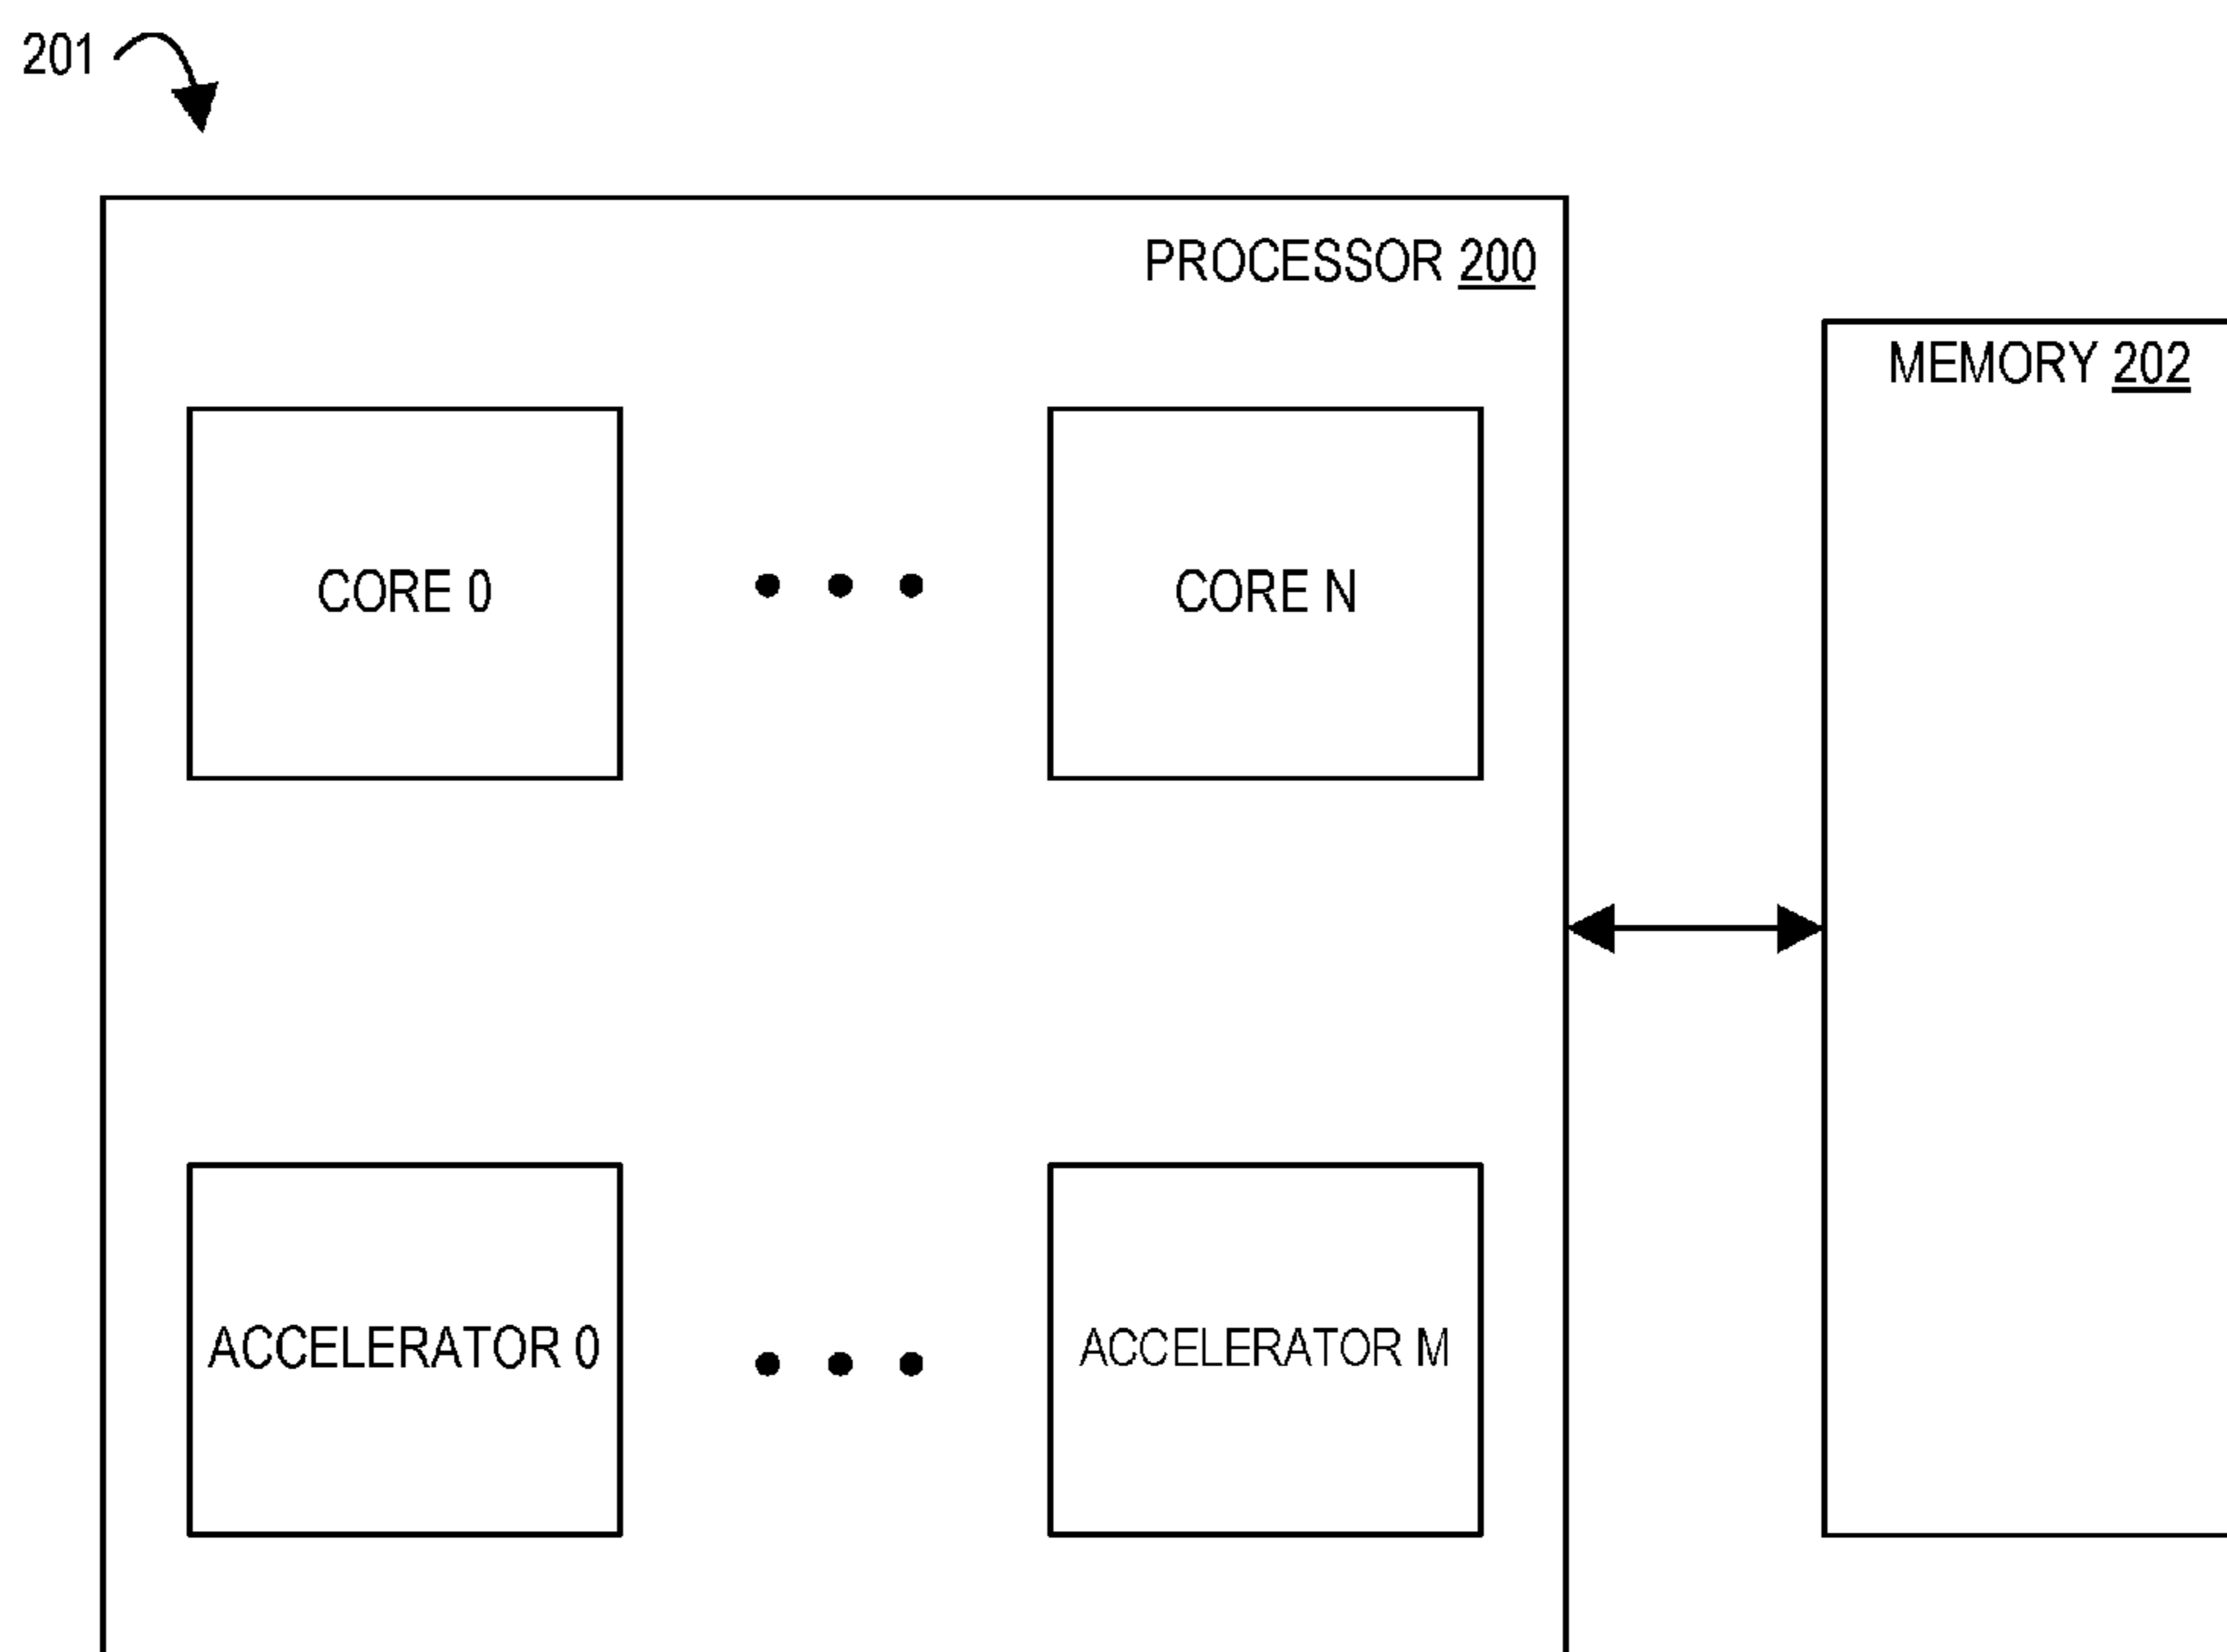 201
PROCESSOR 200
MEMORY 202
CORE 0
CORE N
ACCELERATOR 0
ACCELERATOR M